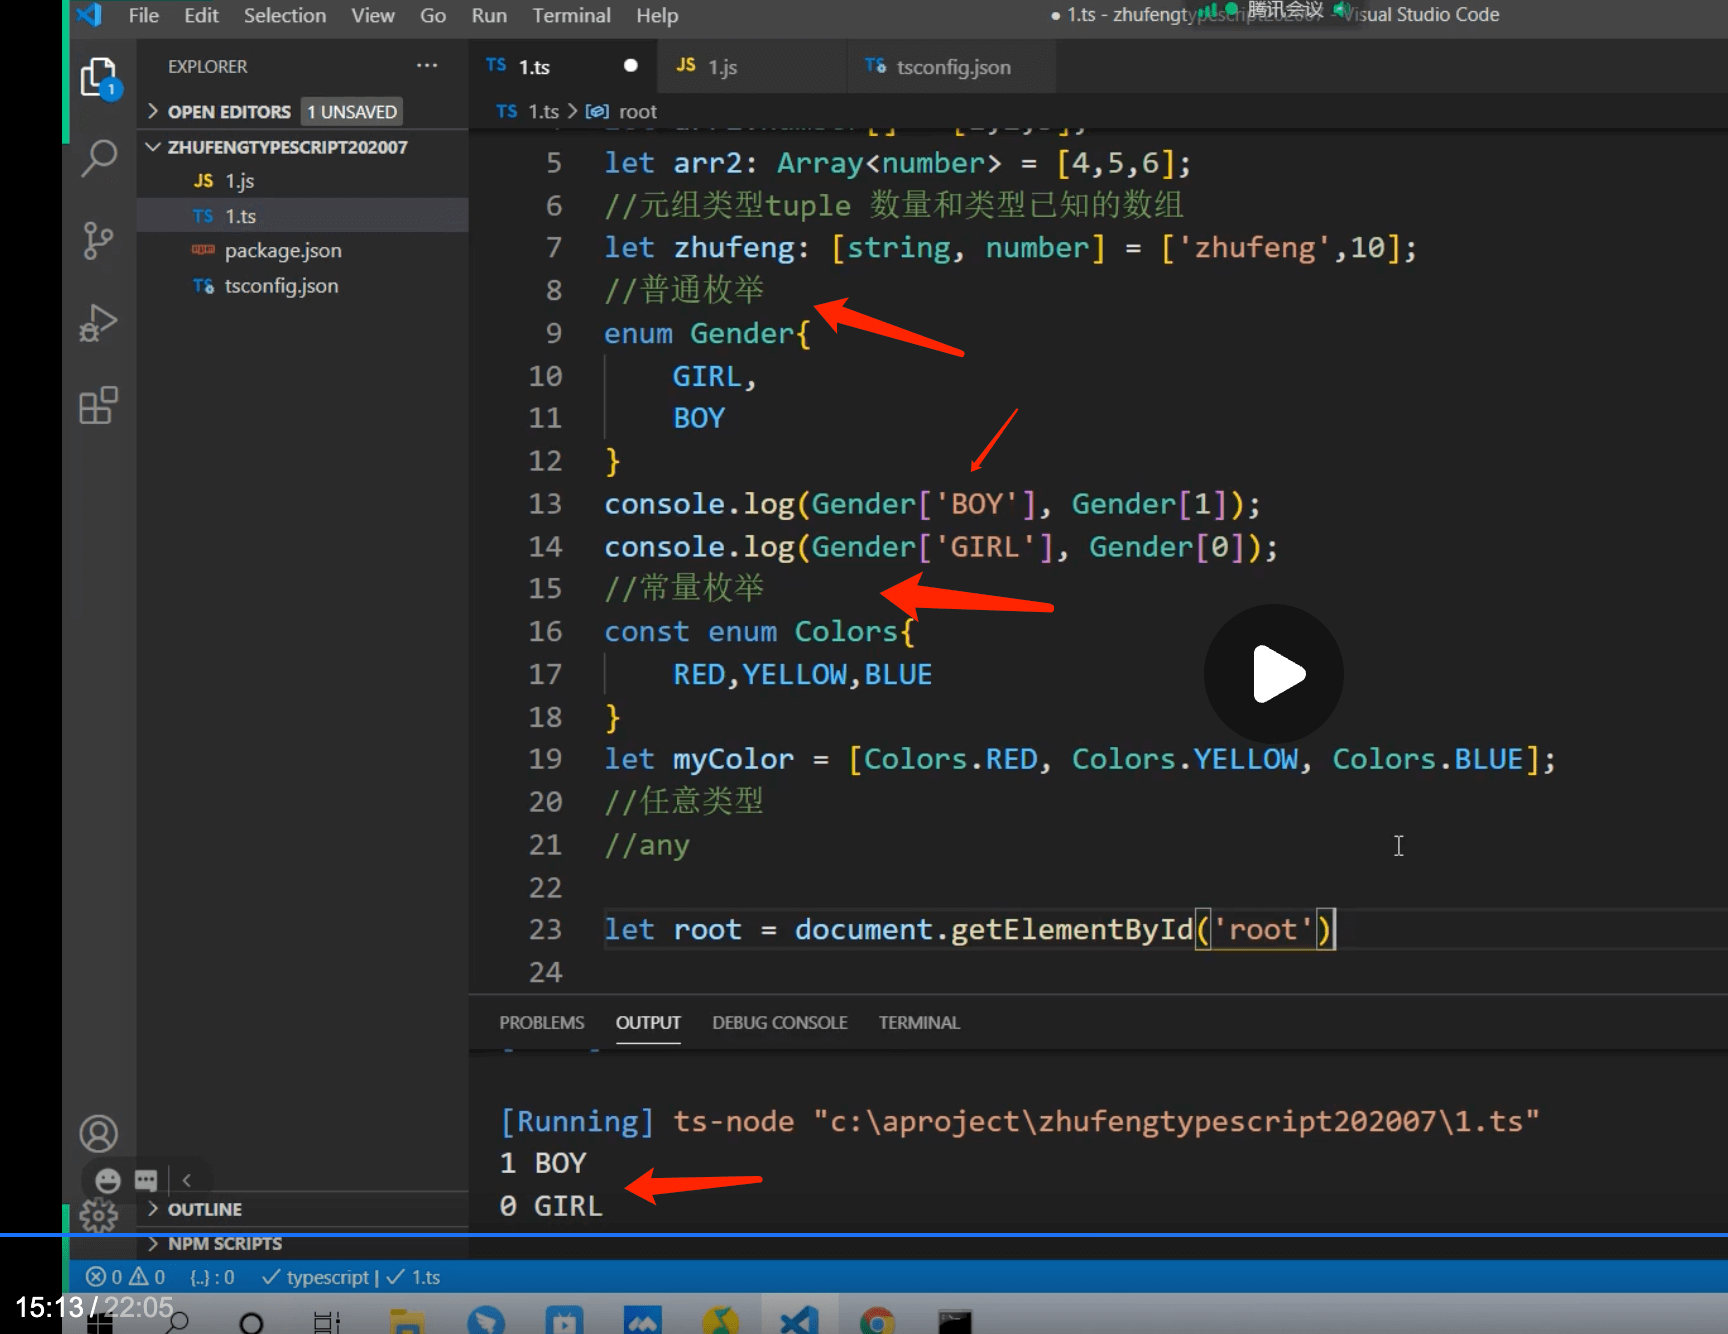 File Edit Selection View Go Run Terminal Help
● 1.ts - zhufengt
腾讯会议
Visual Studio Code
EXPLORER ···
TS 1.ts ●
JS 1.js
TS tsconfig.json
1
> OPEN EDITORS 1 UNSAVED
TS 1.ts > root
ZHUFENGTYPESCRIPT202007
JS 1.js
TS 1.ts
package.json
TS tsconfig.json
5 let arr2: Array<number> = [4,5,6];
6 //元组类型tuple 数量和类型已知的数组
7 let zhufeng: [string, number] = ['zhufeng',10];
8 //普通枚举
9 enum Gender{
10 GIRL,
11 BOY
12 }
13 console.log(Gender['BOY'], Gender[1]);
14 console.log(Gender['GIRL'], Gender[0]);
15 //常量枚举
16 const enum Colors{
17 RED,YELLOW,BLUE
18 }
19 let myColor = [Colors.RED, Colors.YELLOW, Colors.BLUE];
20 //任意类型
21 //any
22
23 let root = document.getElementById('root')
24
PROBLEMS OUTPUT DEBUG CONSOLE TERMINAL
[Running] ts-node "c:\aproject\zhufengtypescript202007\1.ts"
1 BOY
0 GIRL
> OUTLINE
> NPM SCRIPTS
0 0 {..} : 0 ✓ typescript | ✓ 1.ts
15:13 / 22:05